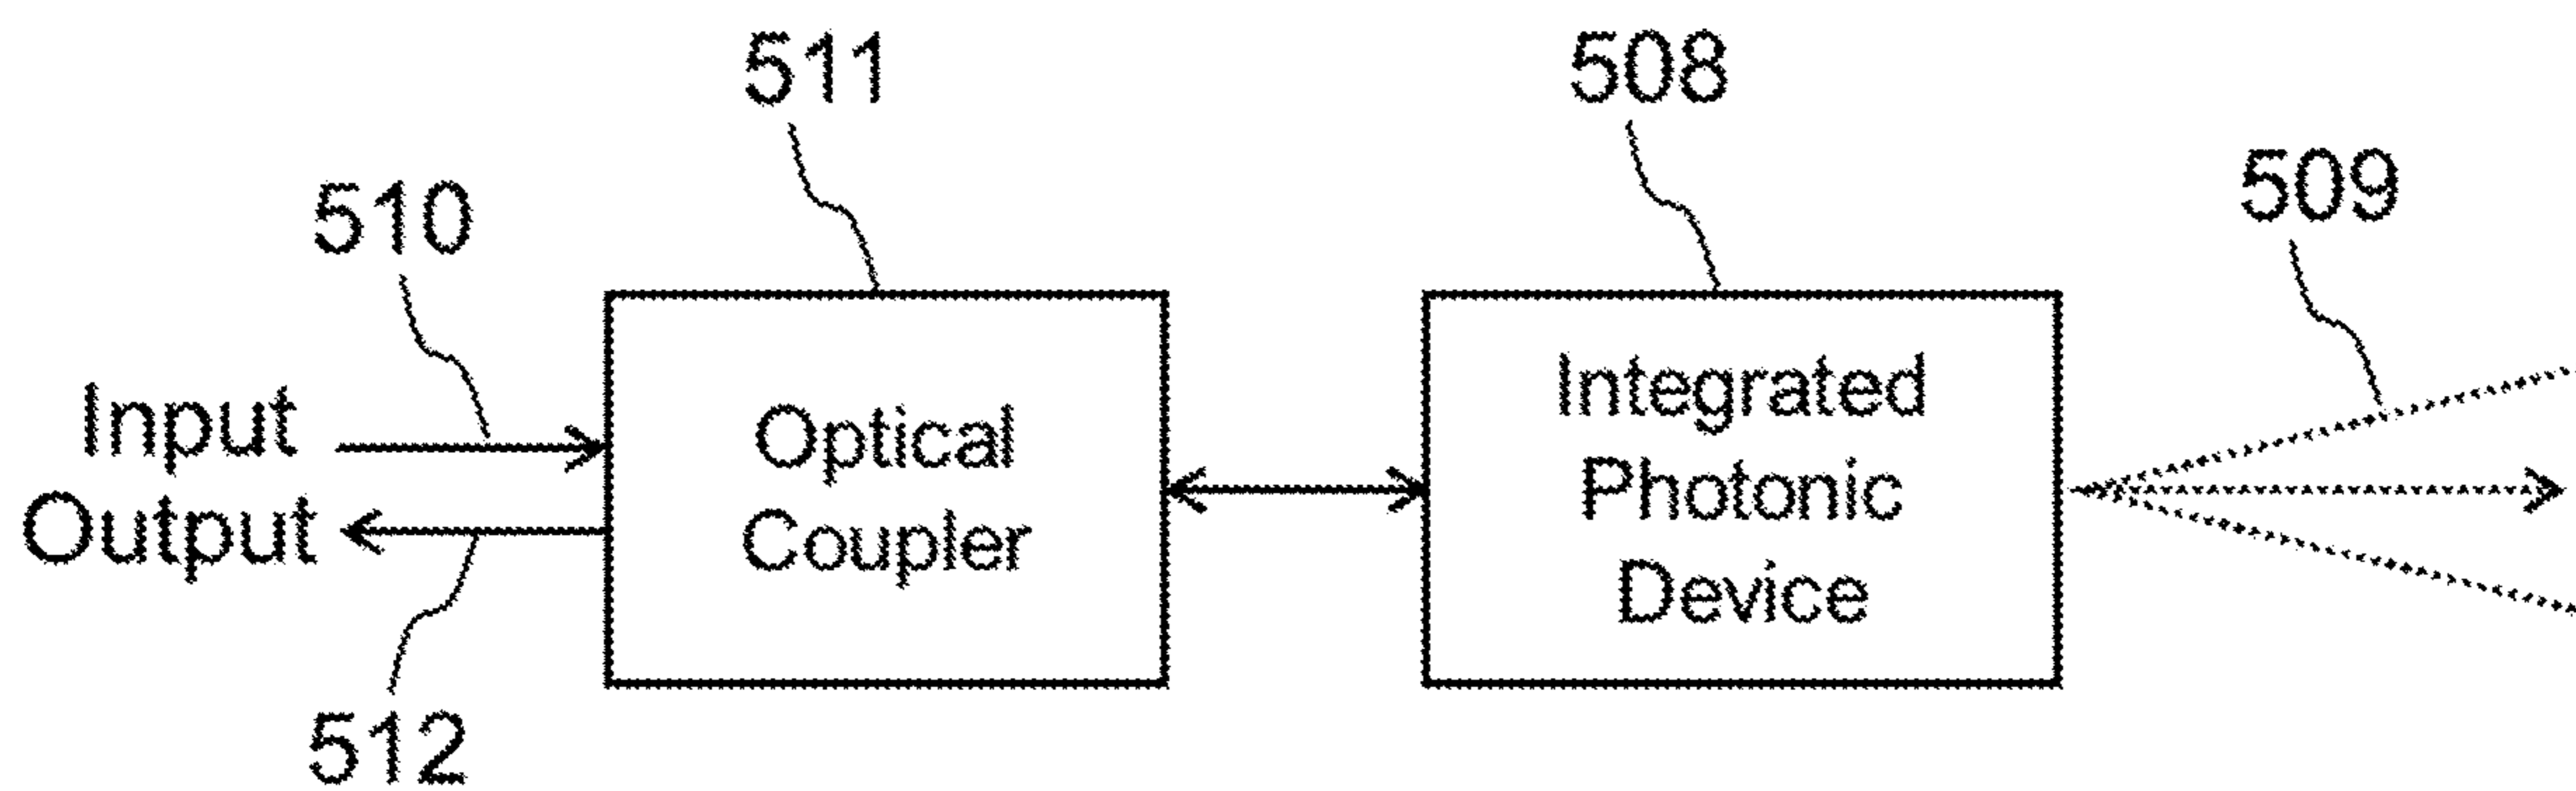 511
508
509
510
Input
Output
Optical
Coupler
Integrated
Photonic
Device
512